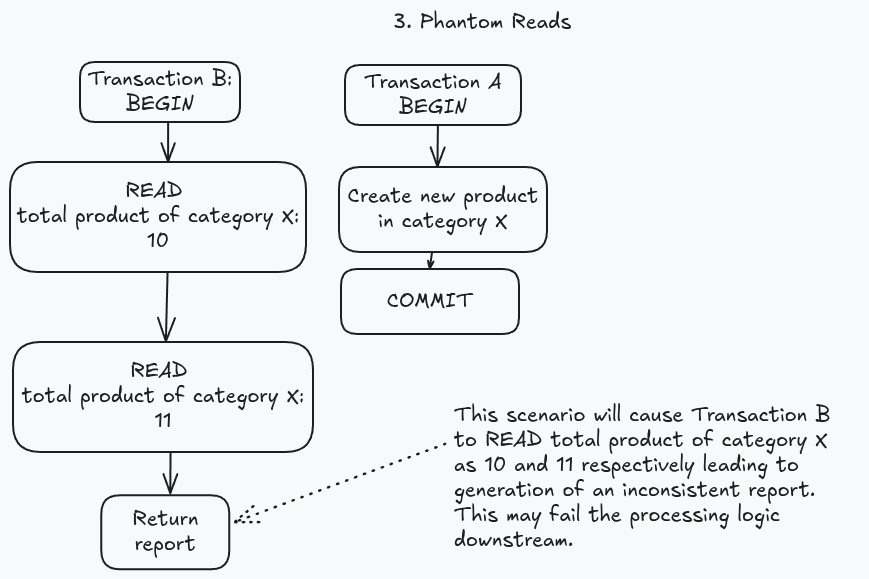 3. Phantom Reads
Transaction B:
BEGIN
READ
total product of category X:
10
READ
total product of category X:
11
Return
report
Transaction A
BEGIN
Create new product
in category X
COMMIT
This scenario will cause Transaction B
to READ total product of category X
as 10 and 11 respectively leading to
generation of an inconsistent report.
This may fail the processing logic
downstream.